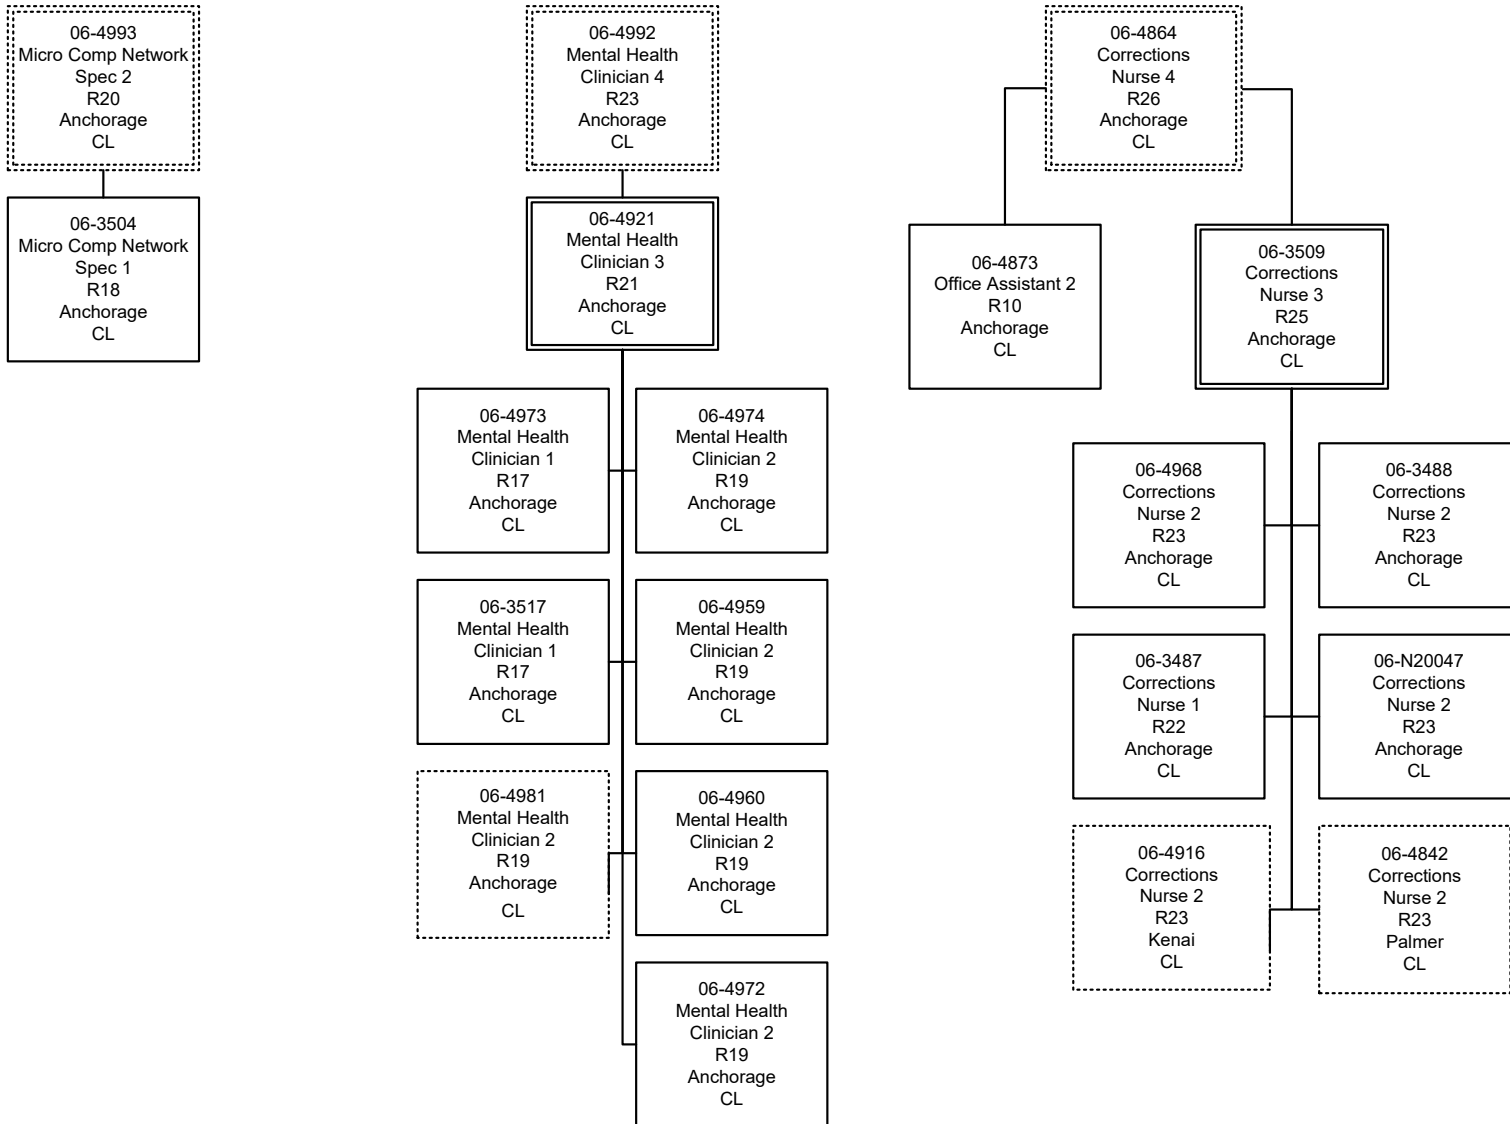 06-4993
Micro Comp Network
Spec 2
R20
Anchorage
CL
06-3504
Micro Comp Network
Spec 1
R18
Anchorage
CL
06-4992
Mental Health
Clinician 4
R23
Anchorage
CL
06-4921
Mental Health
Clinician 3
R21
Anchorage
CL
06-4973
Mental Health
Clinician 1
R17
Anchorage
CL
06-4974
Mental Health
Clinician 2
R19
Anchorage
CL
06-3517
Mental Health
Clinician 1
R17
Anchorage
CL
06-4959
Mental Health
Clinician 2
R19
Anchorage
CL
06-4981
Mental Health
Clinician 2
R19
Anchorage
CL
06-4960
Mental Health
Clinician 2
R19
Anchorage
CL
06-4972
Mental Health
Clinician 2
R19
Anchorage
CL
06-4864
Corrections
Nurse 4
R26
Anchorage
CL
06-4873
Office Assistant 2
R10
Anchorage
CL
06-3509
Corrections
Nurse 3
R25
Anchorage
CL
06-4968
Corrections
Nurse 2
R23
Anchorage
CL
06-3488
Corrections
Nurse 2
R23
Anchorage
CL
06-3487
Corrections
Nurse 1
R22
Anchorage
CL
06-N20047
Corrections
Nurse 2
R23
Anchorage
CL
06-4916
Corrections
Nurse 2
R23
Kenai
CL
06-4842
Corrections
Nurse 2
R23
Palmer
CL